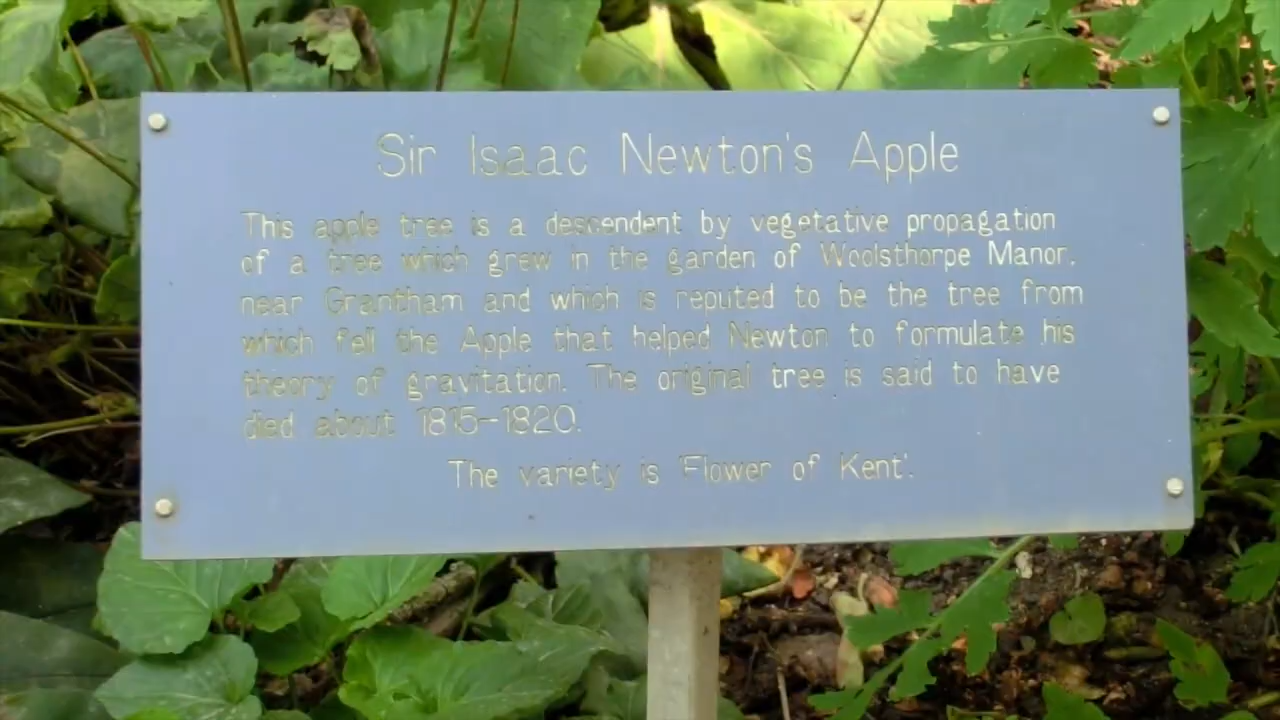 Sir Isaac Newton's Apple
This apple tree is a descendent by vegetative propagation
of a tree which grew in the garden of Woolsthorpe Manor,
near Grantham and which is reputed to be the tree from
which fell the Apple that helped Newton to formulate his
theory of gravitation. The original tree is said to have
died about 1815-1820.
The variety is 'Flower of Kent'.